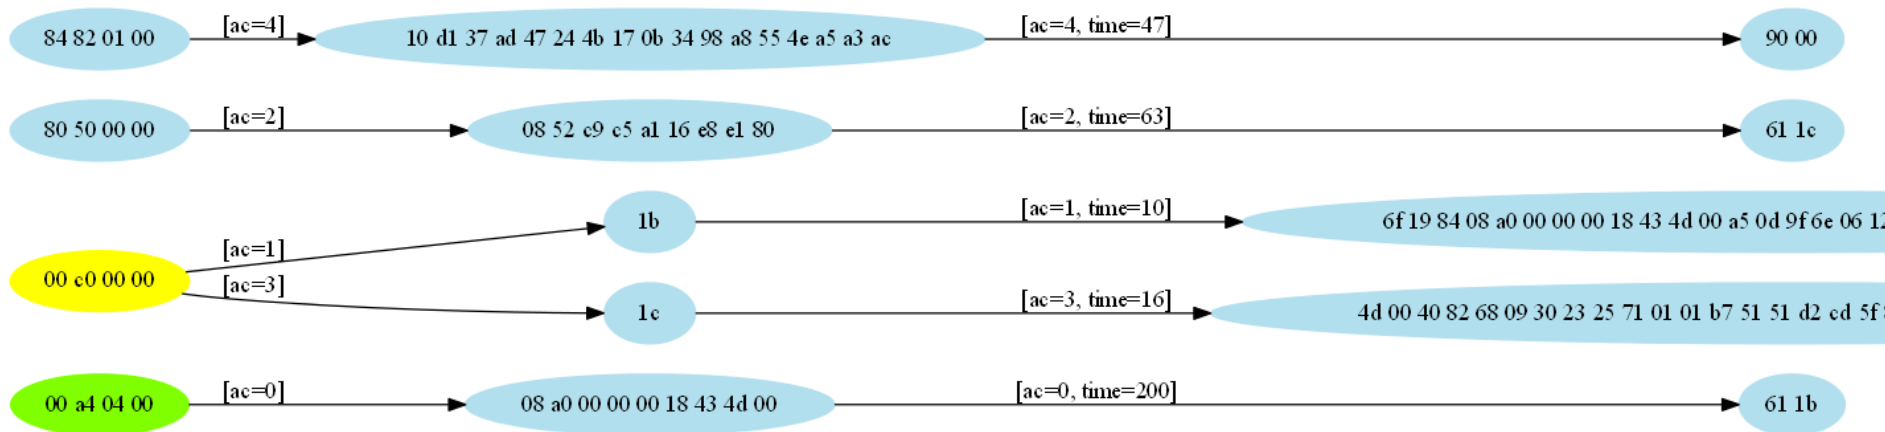 84 82 01 00 [ac=4] 10 d1 37 ad 47 24 4b 17 0b 34 98 a8 55 4e a5 a3 ac [ac=4, time=47] 90 00
80 50 00 00 [ac=2] 08 52 c9 c5 a1 16 e8 e1 80 [ac=2, time=63] 61 1c
[ac=1] 1b [ac=1, time=10] 6f 19 84 08 a0 00 00 00 18 43 4d 00 a5 0d 9f 6e 06 12
00 c0 00 00
[ac=3] 1c [ac=3, time=16] 4d 00 40 82 68 09 30 23 25 71 01 01 b7 51 51 d2 cd 5f
00 a4 04 00 [ac=0] 08 a0 00 00 00 18 43 4d 00 [ac=0, time=200] 61 1b